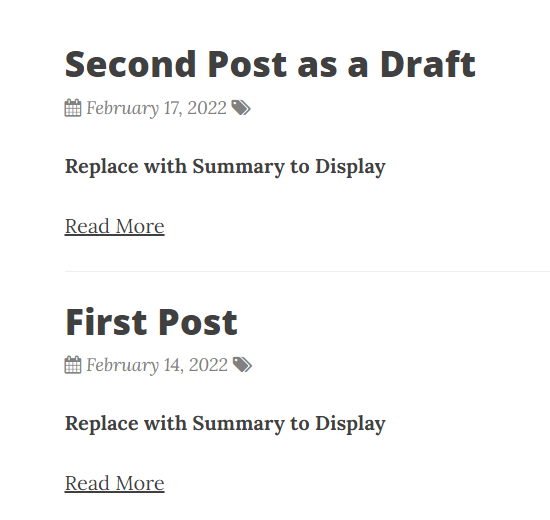 Second Post as a Draft
February 17, 2022
Replace with Summary to Display
Read More
First Post
February 14, 2022
Replace with Summary to Display
Read More